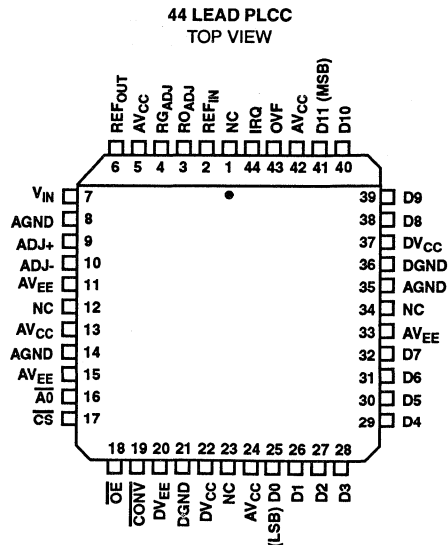 44 LEAD PLCC
TOP VIEW
REFOUT
AVCC
RGADJ
ROADJ
REFIN
NC
IRQ
OVF
AVCC
D11 (MSB)
D10
6 5 4 3 2 1 44 43 42 41 40
VIN 7
AGND 8
ADJ+ 9
ADJ- 10
AVEE 11
NC 12
AVCC 13
AGND 14
AVEE 15
A0 16
CS 17
39 D9
38 D8
37 DVCC
36 DGND
35 AGND
34 NC
33 AVEE
32 D7
31 D6
30 D5
29 D4
18 19 20 21 22 23 24 25 26 27 28
OE
CONV
DVEE
DGND
DVCC
NC
AVCC
(LSB) D0
D1
D2
D3